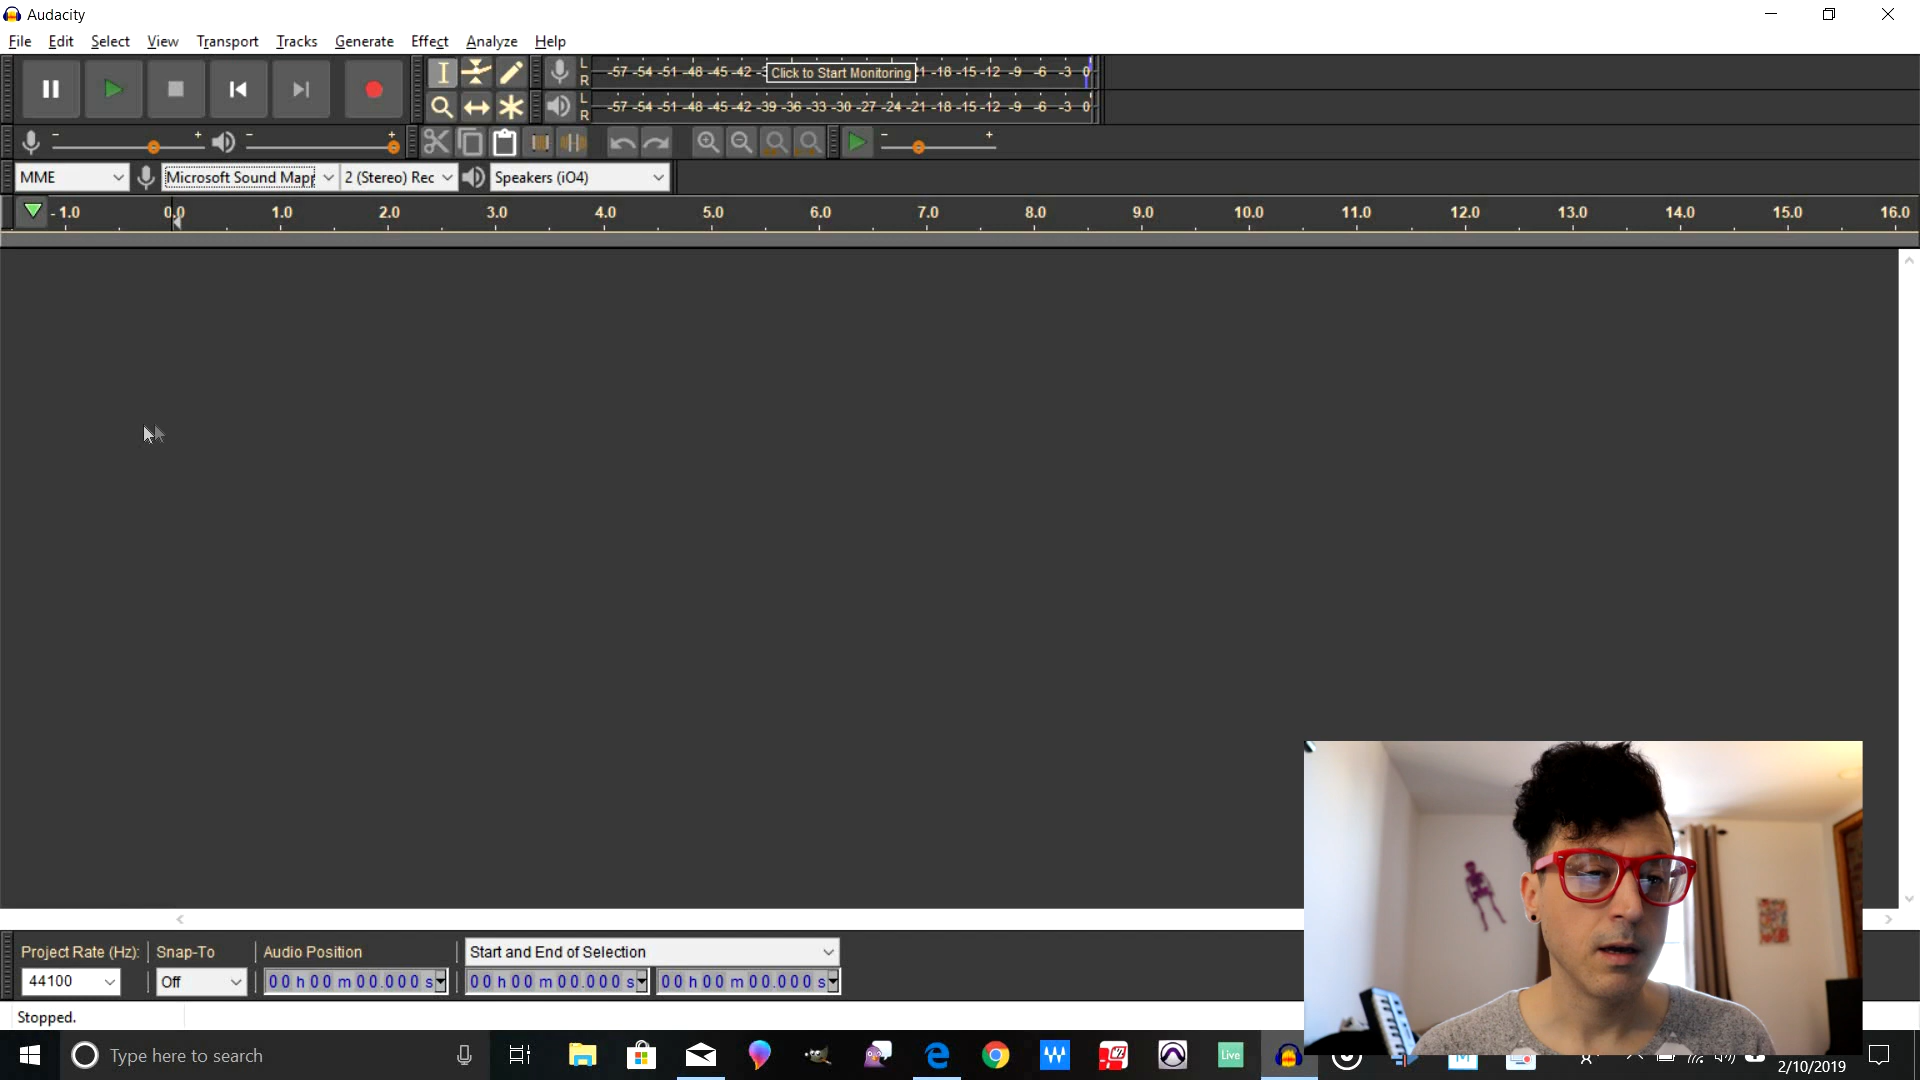 Audacity
File Edit Select View Transport Tracks Generate Effect Analyze Help
L
R
-57 -54 -51 -48 -45 -42 -3 Click to Start Monitoring 1 -18 -15 -12 -9 -6 -3 0
L
R
-57 -54 -51 -48 -45 -42 -39 -36 -33 -30 -27 -24 -21 -18 -15 -12 -9 -6 -3 0
- + - + - +
MME Microsoft Sound Mapp 2 (Stereo) Rec Speakers (iO4)
-1.0 0.0 1.0 2.0 3.0 4.0 5.0 6.0 7.0 8.0 9.0 10.0 11.0 12.0 13.0 14.0 15.0 16.0
Project Rate (Hz): Snap-To Audio Position Start and End of Selection
44100 Off 00 h 00 m 00.000 s 00 h 00 m 00.000 s 00 h 00 m 00.000 s
Stopped.
Type here to search
W
Live
2/10/2019